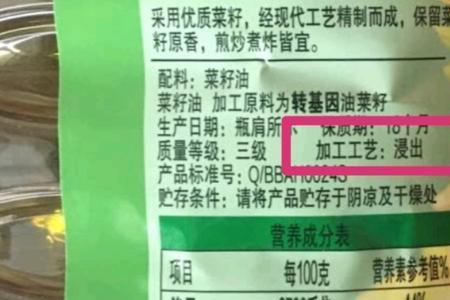 采用优质菜籽，经现代工艺精制而成，保留菜
籽原香，煎炒煮炸皆宜。
配料：菜籽油
菜籽油 加工原料为转基因油菜籽
生产日期：瓶肩所示 保质期：18个月
质量等级：三级 加工工艺：浸出
产品标准号：Q/BBAH0024S
贮存条件：请将产品贮存于阴凉及干燥处
营养成分表
项目 每100克 营养素参考值%